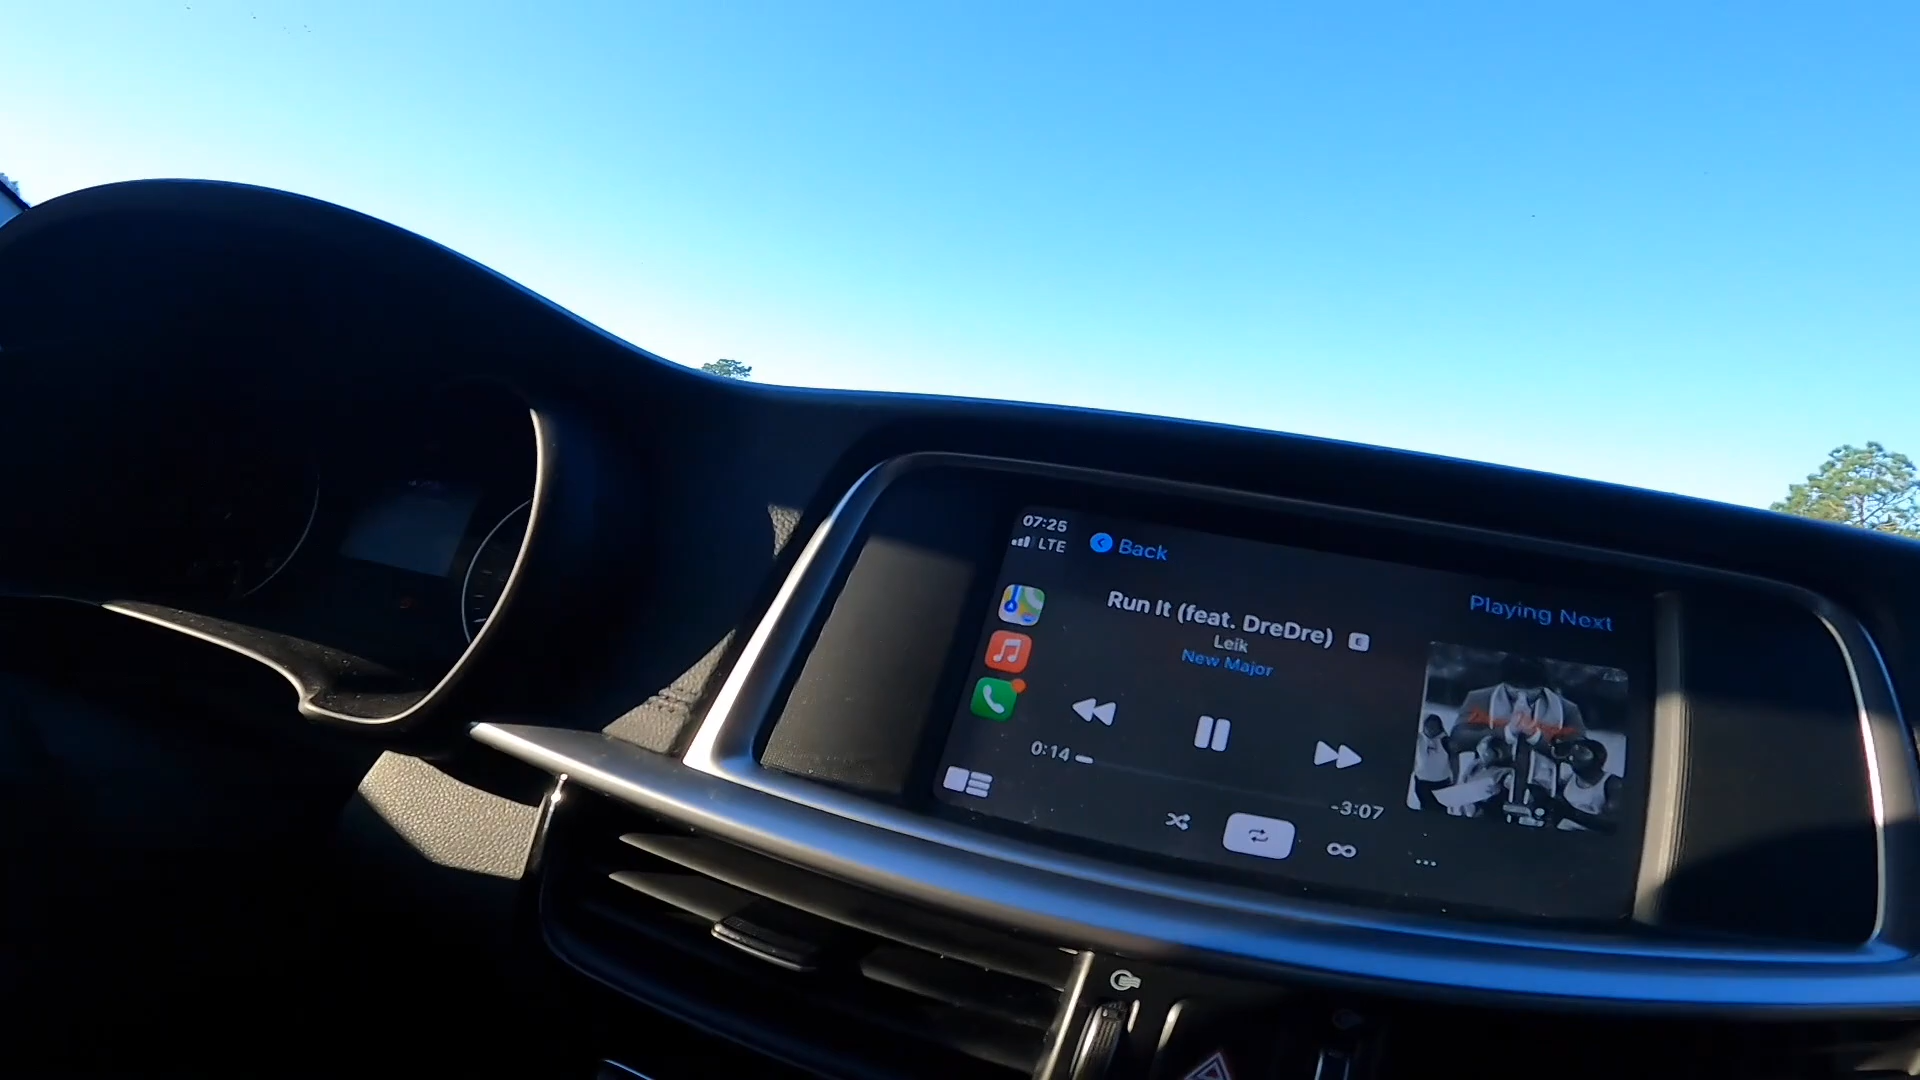 07:25
LTE
Back
Playing Next
Run It (feat. DreDre) E
Leik
New Major
0:14
-3:07